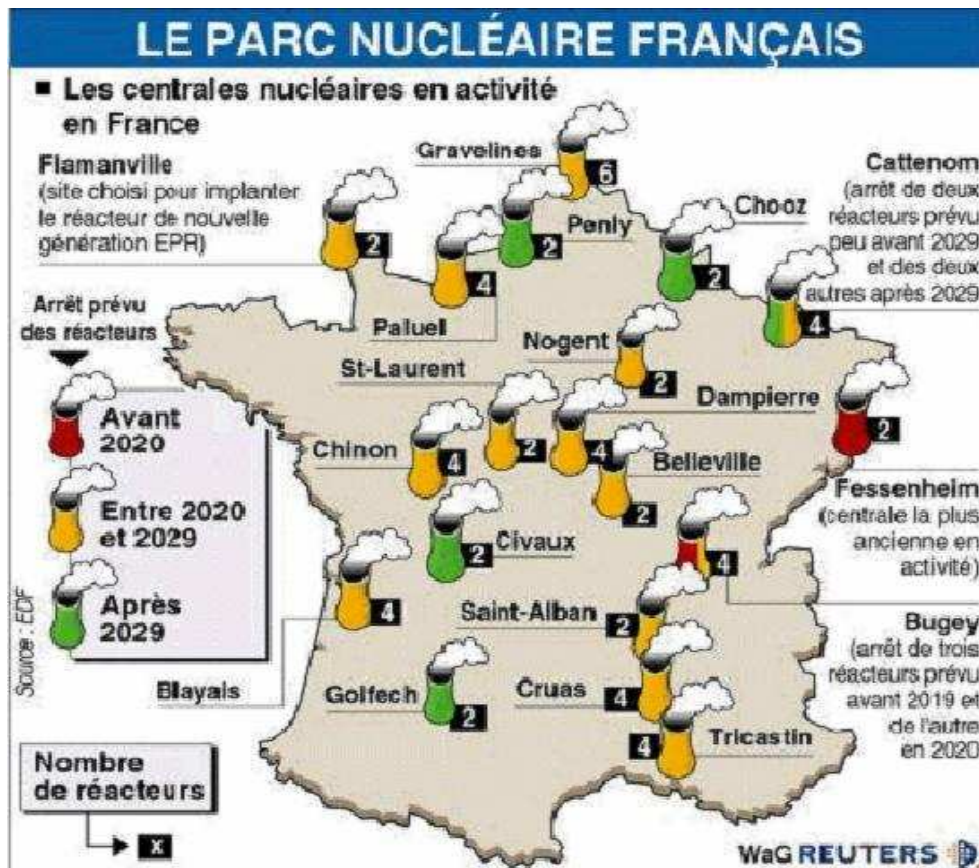 LE PARC NUCLÉAIRE FRANÇAIS
■ Les centrales nucléaires en activité
en France
Flamanville
(site choisi pour implanter
le réacteur de nouvelle
génération EPR)
2
Gravelines
6
Penly
2
Paluel
4
Chooz
2
Cattenom
(arrêt de deux
réacteurs prévu
peu avant 2029
et des deux
autres après 2029
4
Nogent
2
St-Laurent
2
Dampierre
4
Chinon
4
Belleville
2
2
Fessenheim
(centrale la plus
ancienne en
activité)
Civaux
2
4
Bugey
(arrêt de trois
réacteurs prévu
avant 2019 et
de l'autre
en 2020
Blayais
4
Saint-Alban
2
Golfech
2
Cruas
4
Tricastin
4
Arrêt prévu
des réacteurs
Avant
2020
Entre 2020
et 2029
Après
2029
Source : EDF
Nombre
de réacteurs
X
WaG REUTERS